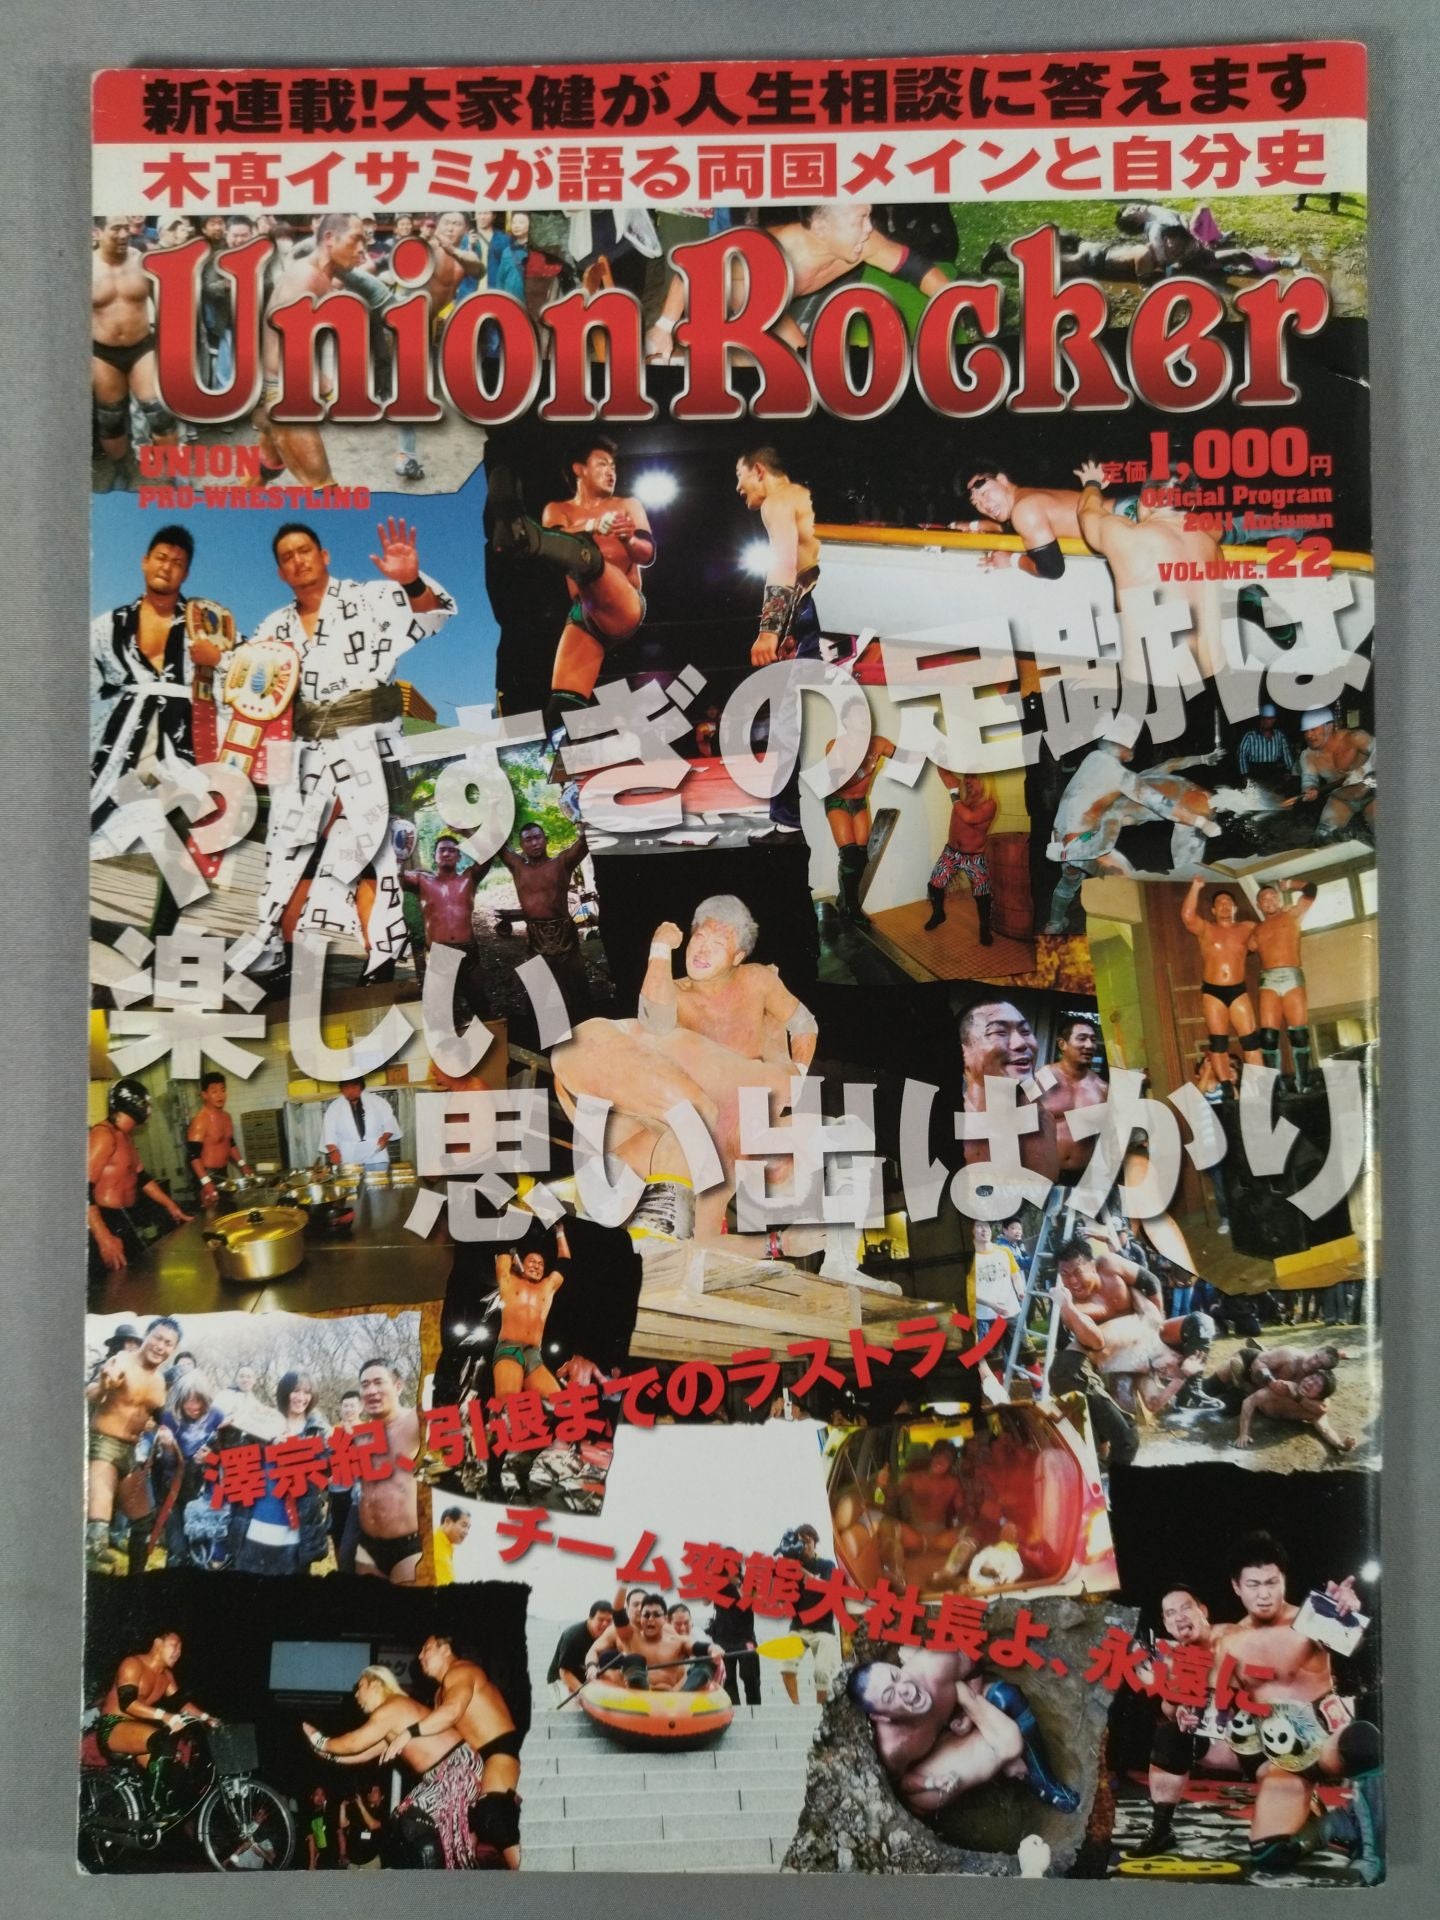 新連載!大家健が人生相談に答えます
木髙イサミが語る両国メインと自分史
Union Rocker
UNION
PRO-WRESTLING
定価1,000円
Official Program
2011 Autumn
VOLUME.22
やりすぎの足跡は
楽しい
思い出ばかり
澤宗紀、引退までのラストラン
チーム変態大社長よ、永遠に